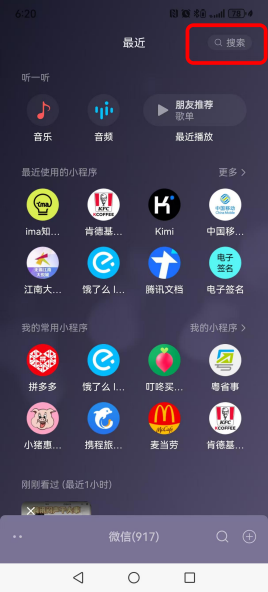 6:20
最近
搜索
听一听
朋友推荐
歌单
音乐
音频
最近播放
最近使用的小程序
更多 >
ima
KFC
KCOFFEE
中国移动
China Mobile
ima知...
肯德基...
Kimi
中国移...
电子
签名
江南大...
饿了么 l...
腾讯文档
电子签名
我的常用小程序
我的小程序 >
拼多多
饿了么 l...
叮咚买...
粤省事
McCafé
KFC
KCOFFEE
小猪惠...
携程旅...
麦当劳
肯德基...
刚刚看过 (最近1小时)
微信(917)